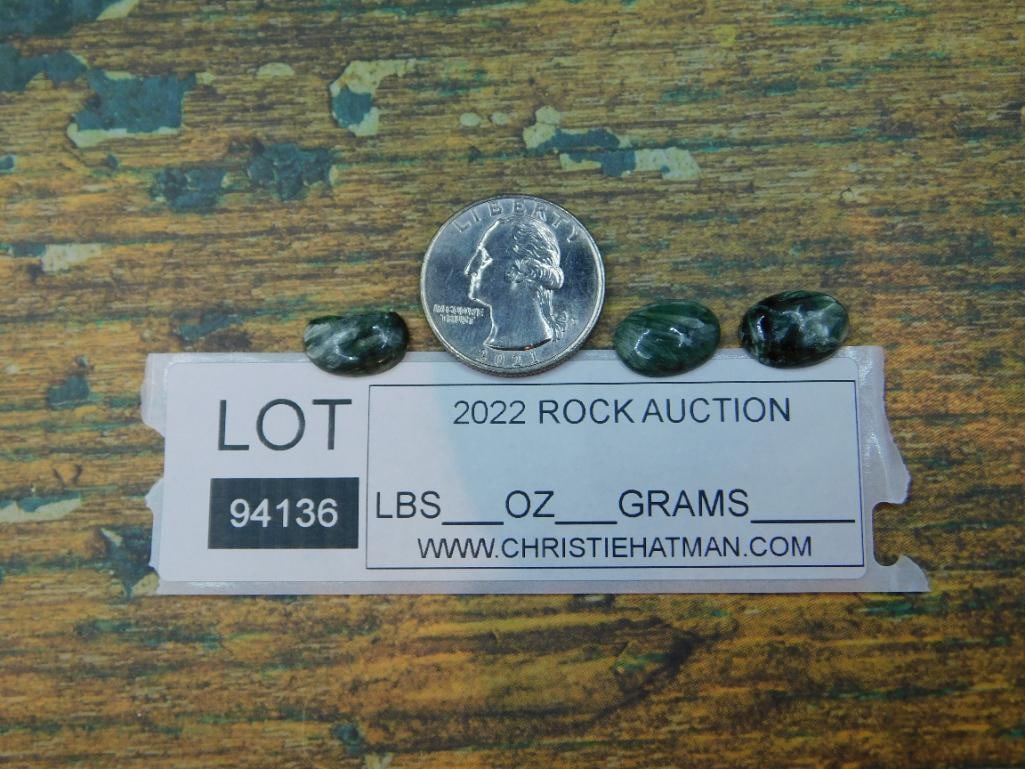 LIBERTY
IN GOD WE
TRUST
2021
LOT
94136
2022 ROCK AUCTION
LBS___OZ___GRAMS_____
WWW.CHRISTIEHATMAN.COM